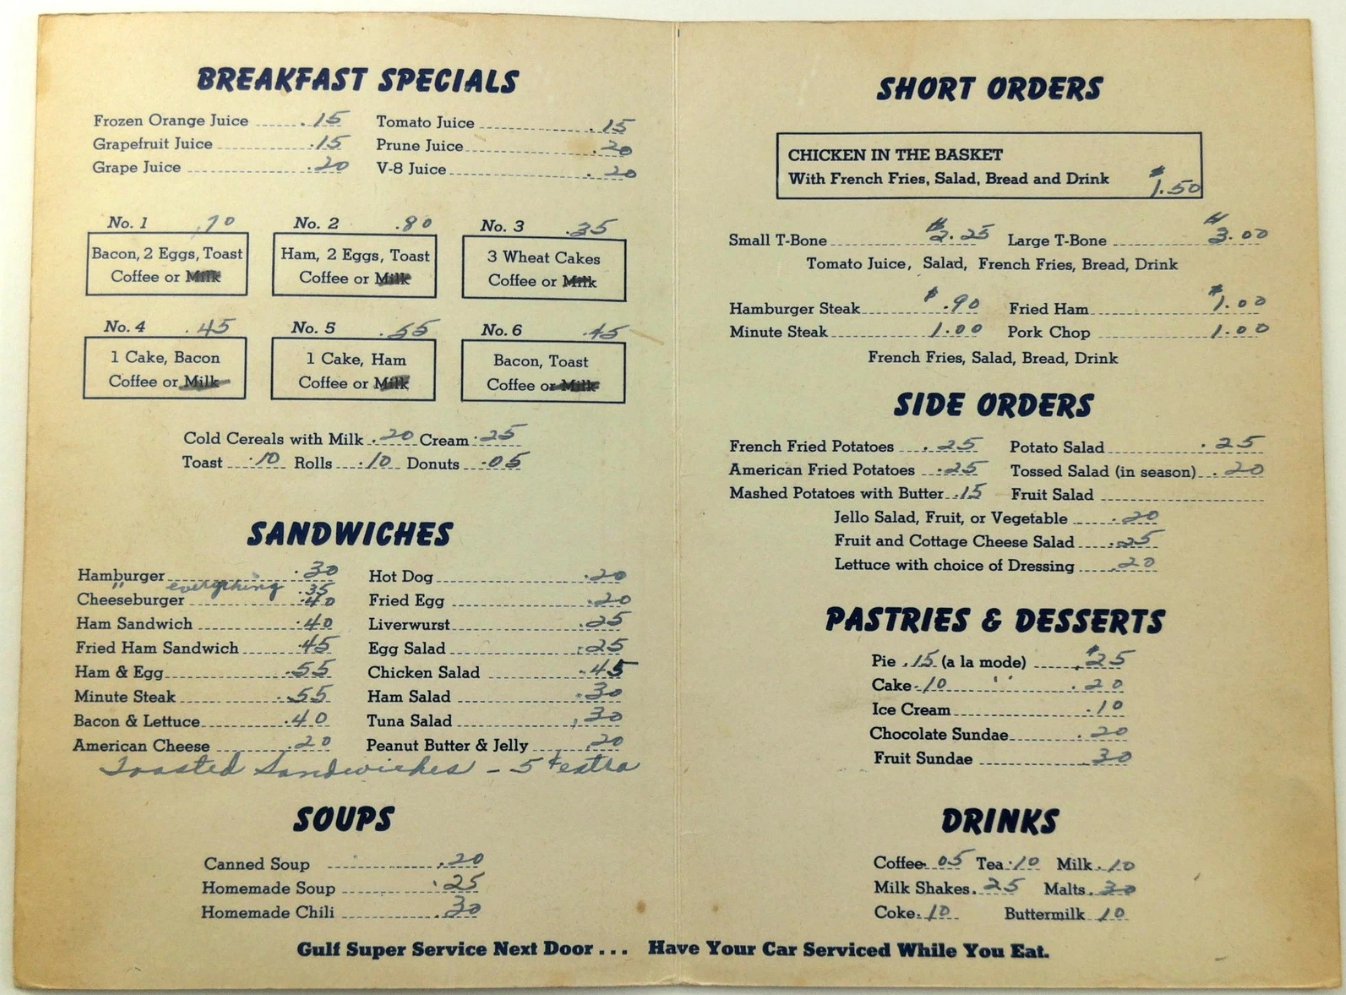 BREAKFAST SPECIALS
Frozen Orange Juice .15 Tomato Juice .15
Grapefruit Juice .15 Prune Juice .20
Grape Juice .20 V-8 Juice .20
No. 1 .70 No. 2 .80 No. 3 .35
Bacon, 2 Eggs, Toast Ham, 2 Eggs, Toast 3 Wheat Cakes
Coffee or Milk Coffee or Milk Coffee or Milk
No. 4 .45 No. 5 .55 No. 6 .45
1 Cake, Bacon 1 Cake, Ham Bacon, Toast
Coffee or Milk Coffee or Milk Coffee or Milk
Cold Cereals with Milk .20 Cream .25
Toast .10 Rolls .10 Donuts .05
SANDWICHES
Hamburger .30 Hot Dog .20
" everything .35
Cheeseburger .40 Fried Egg .20
Ham Sandwich .40 Liverwurst .25
Fried Ham Sandwich .45 Egg Salad .25
Ham & Egg .55 Chicken Salad .45
Minute Steak .55 Ham Salad .30
Bacon & Lettuce .40 Tuna Salad .30
American Cheese .20 Peanut Butter & Jelly .20
Toasted Sandwiches - 5¢ extra
SOUPS
Canned Soup .20
Homemade Soup .25
Homemade Chili .30
SHORT ORDERS
CHICKEN IN THE BASKET
With French Fries, Salad, Bread and Drink $1.50
Small T-Bone $2.25 Large T-Bone $3.00
Tomato Juice, Salad, French Fries, Bread, Drink
Hamburger Steak $.90 Fried Ham $1.00
Minute Steak 1.00 Pork Chop 1.00
French Fries, Salad, Bread, Drink
SIDE ORDERS
French Fried Potatoes .25 Potato Salad .25
American Fried Potatoes .25 Tossed Salad (in season) .20
Mashed Potatoes with Butter .15 Fruit Salad
Jello Salad, Fruit, or Vegetable .20
Fruit and Cottage Cheese Salad .25
Lettuce with choice of Dressing .20
PASTRIES & DESSERTS
Pie .15 (a la mode) $.25
Cake .10 " .20
Ice Cream .10
Chocolate Sundae .20
Fruit Sundae .30
DRINKS
Coffee .05 Tea .10 Milk .10
Milk Shakes .25 Malts .30
Coke .10 Buttermilk .10
Gulf Super Service Next Door . . . Have Your Car Serviced While You Eat.